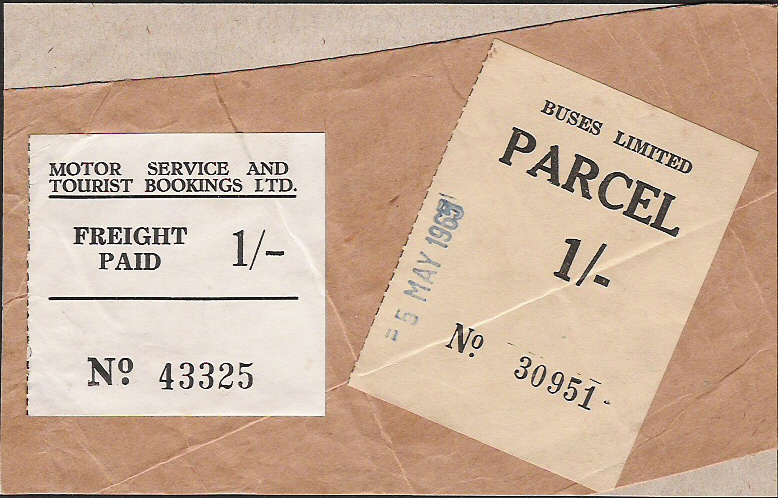 MOTOR SERVICE AND
TOURIST BOOKINGS LTD.
FREIGHT
PAID
1/-
Nº 43325
BUSES LIMITED
PARCEL
1/-
Nº 30951
= 5 MAY 1965